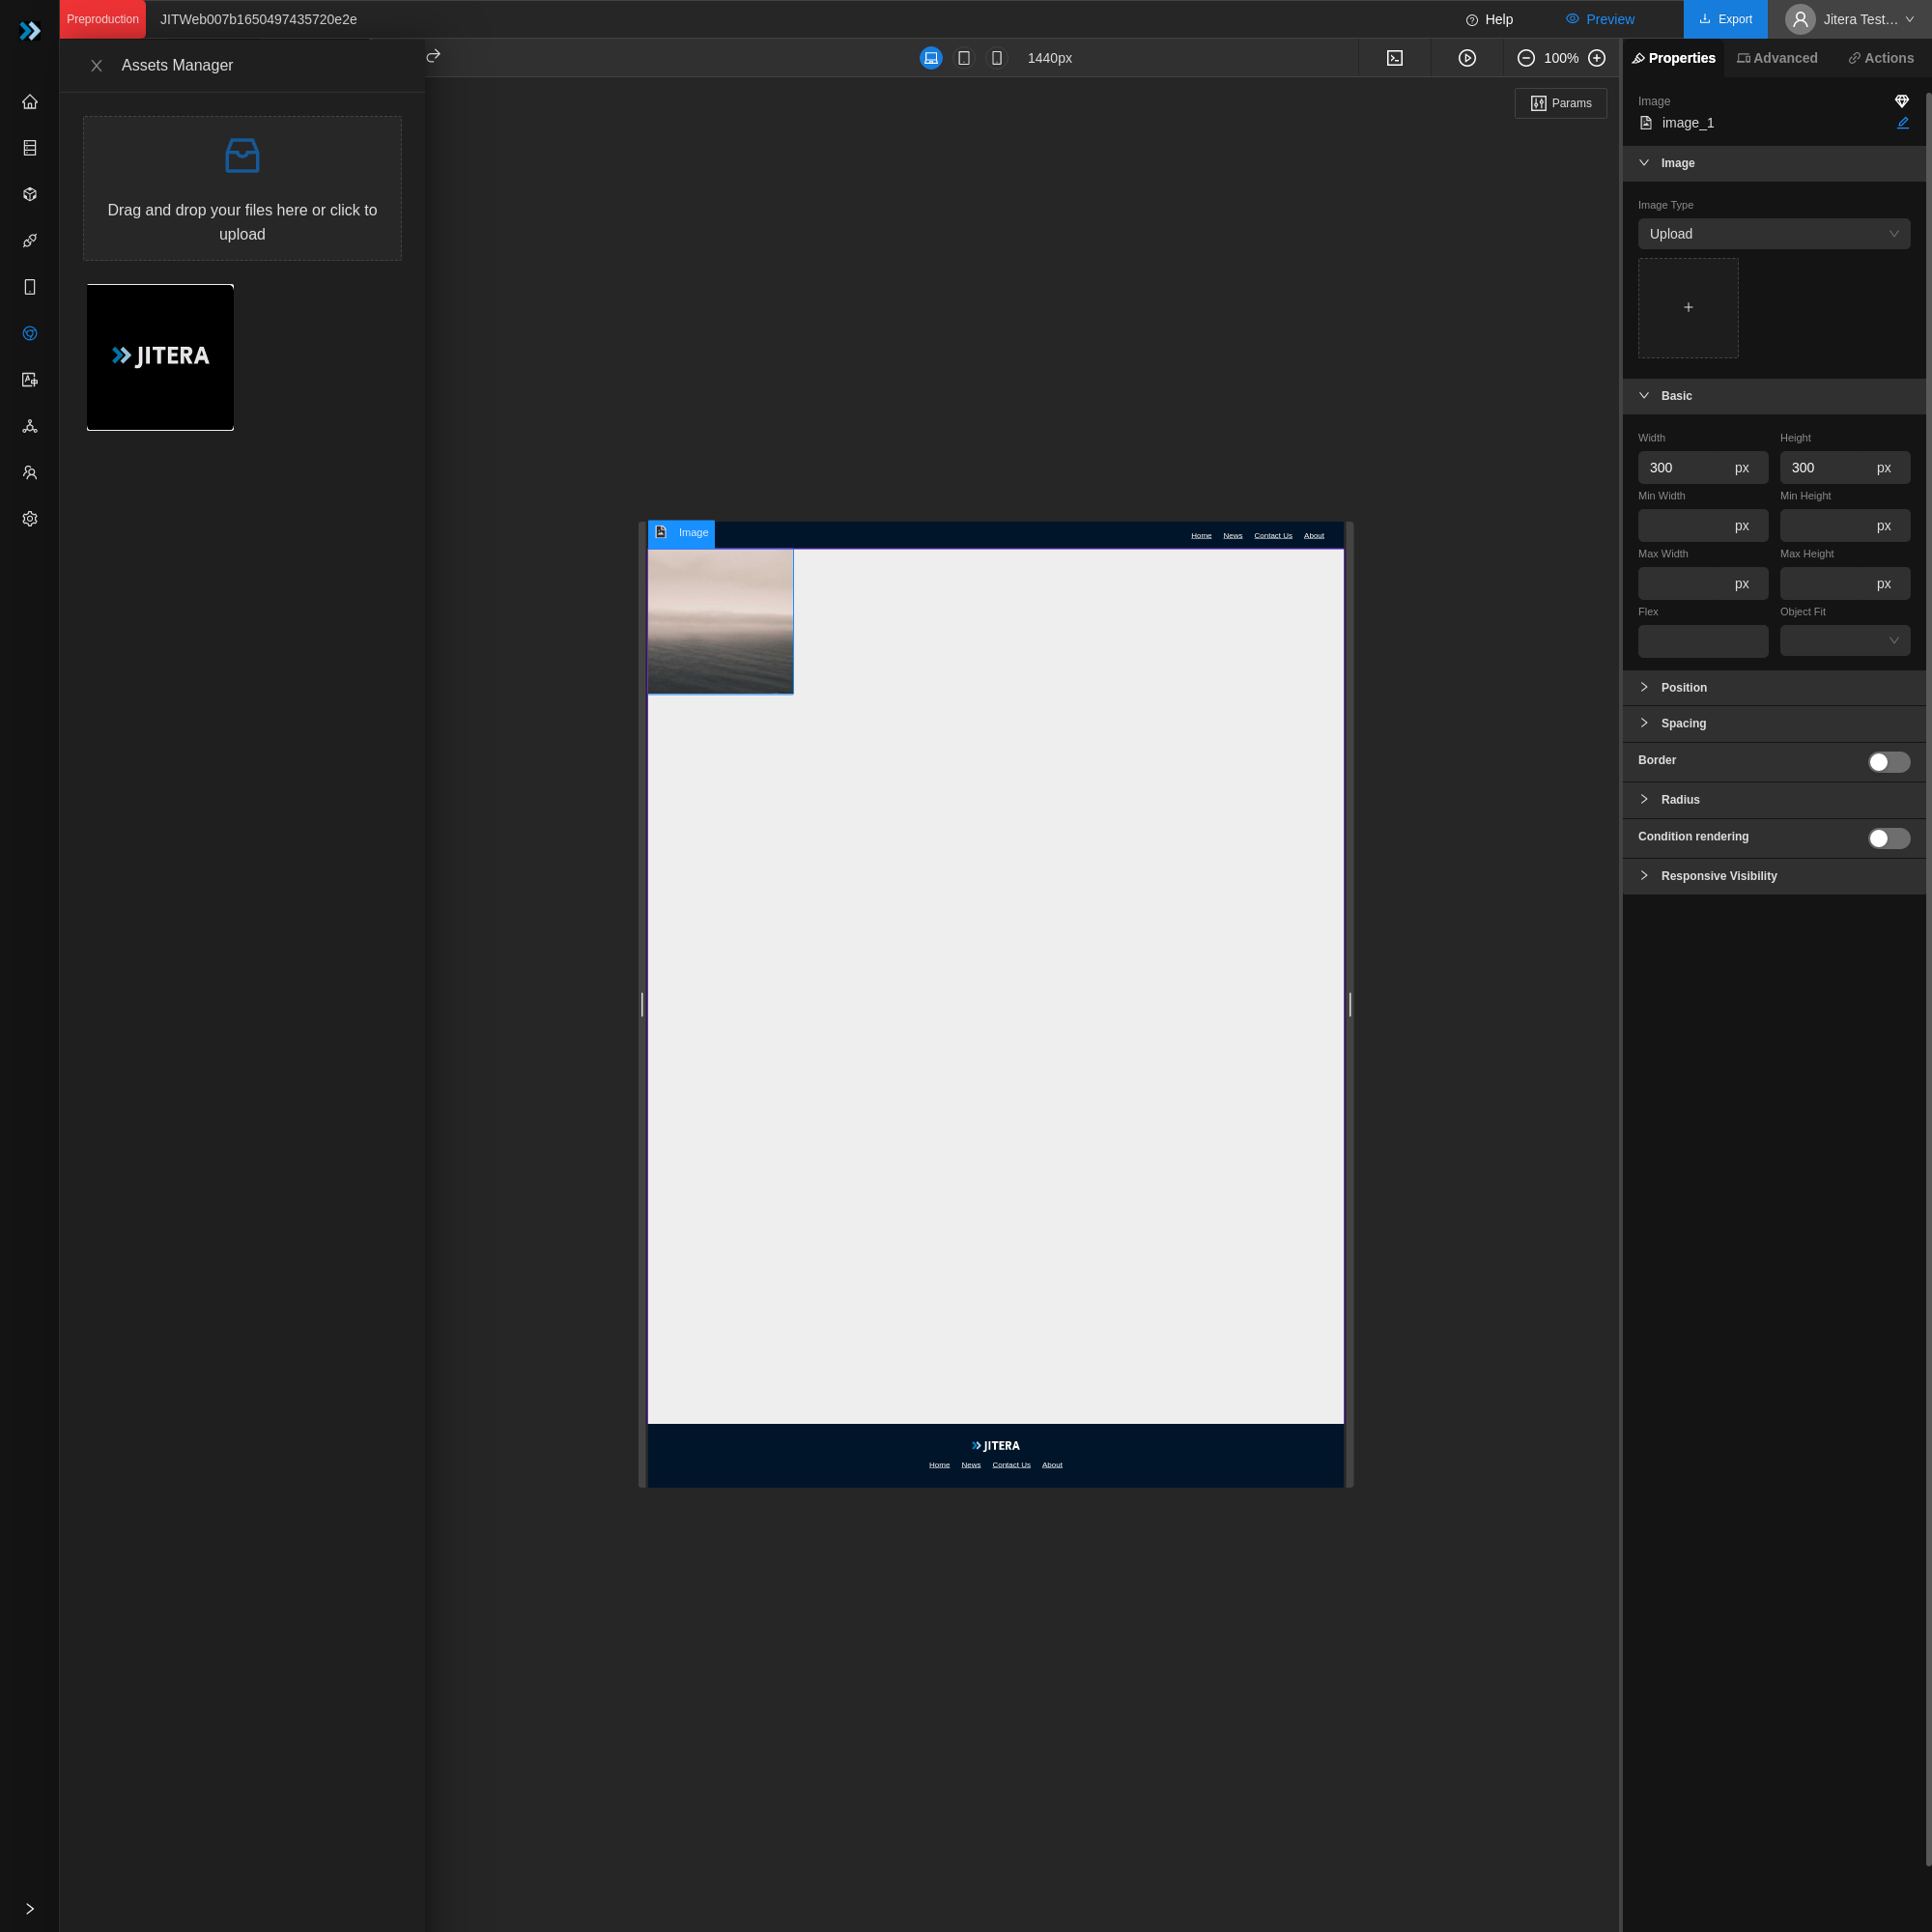 Preproduction
JITWeb007b1650497435720e2e
Help
Preview
Export
Jitera Test...
Assets Manager
1440px
100%
Properties
Advanced
Actions
Drag and drop your files here or click to
upload
JITERA
Params
Image
image_1
Image
Image Type
Upload
+
Basic
Width
Height
300 px
300 px
Min Width
Min Height
px
px
Max Width
Max Height
px
px
Flex
Object Fit
Position
Spacing
Border
Radius
Condition rendering
Responsive Visibility
Image
Home News Contact Us About
JITERA
Home News Contact Us About